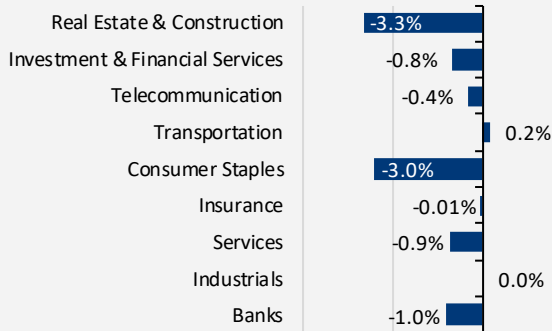 Real Estate & Construction -3.3%
Investment & Financial Services -0.8%
Telecommunication -0.4%
Transportation 0.2%
Consumer Staples -3.0%
Insurance -0.01%
Services -0.9%
Industrials 0.0%
Banks -1.0%